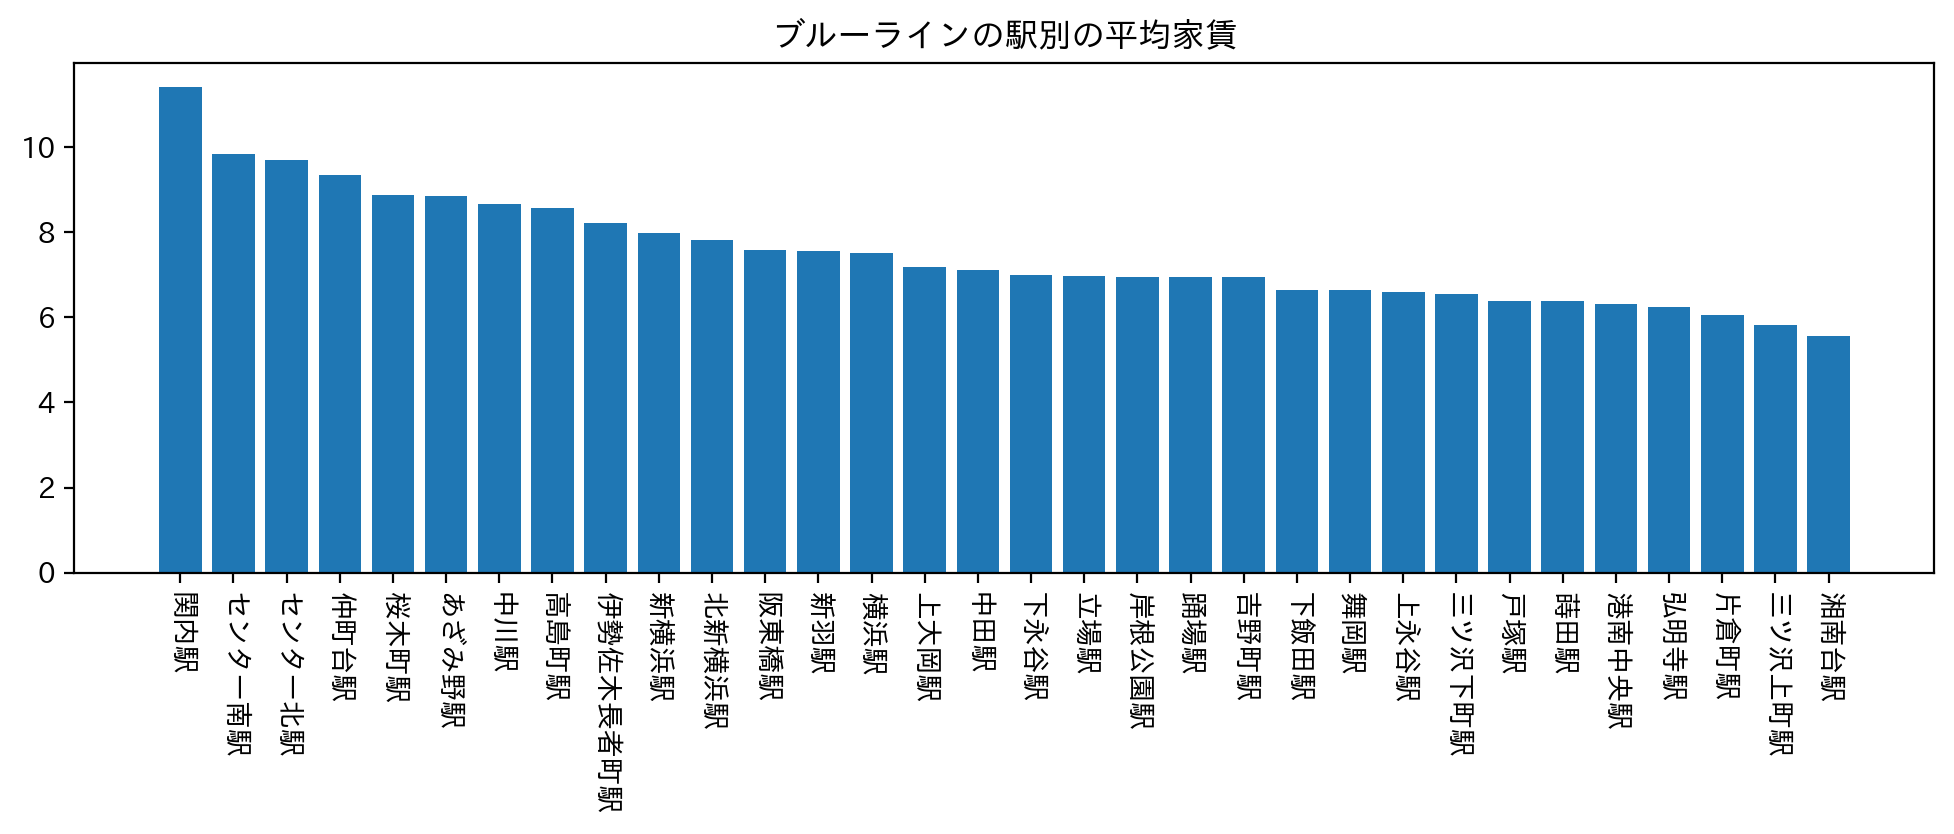 ブルーラインの駅別の平均家賃
10
8
6
4
2
0
関内駅
センター南駅
センター北駅
仲町台駅
桜木町駅
あざみ野駅
中川駅
高島町駅
伊勢佐木長者町駅
新横浜駅
北新横浜駅
阪東橋駅
新羽駅
横浜駅
上大岡駅
中田駅
下永谷駅
立場駅
岸根公園駅
踊場駅
吉野町駅
下飯田駅
舞岡駅
上永谷駅
三ツ沢下町駅
戸塚駅
蒔田駅
港南中央駅
弘明寺駅
片倉町駅
三ツ沢上町駅
湘南台駅